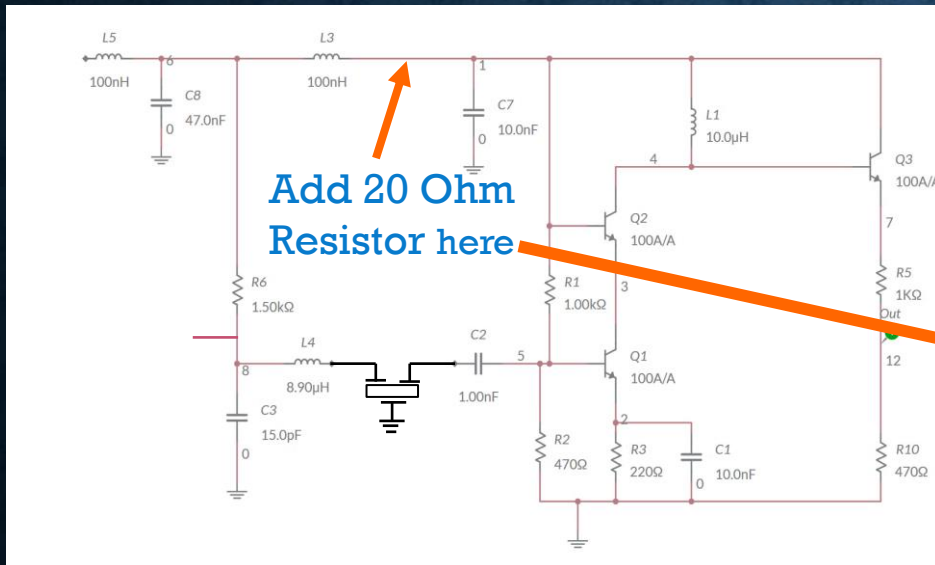 L5
100nH
6
C8
47.0nF
0
L3
100nH
1
C7
10.0nF
0
L1
10.0µH
4
Q3
100A/A
7
Add 20 Ohm
Resistor here
Q2
100A/A
3
R6
1.50kΩ
R1
1.00kΩ
R5
1KΩ
Out
12
L4
8.90µH
8
C2
1.00nF
5
Q1
100A/A
C3
15.0pF
0
2
R2
470Ω
R3
220Ω
C1
10.0nF
0
R10
470Ω